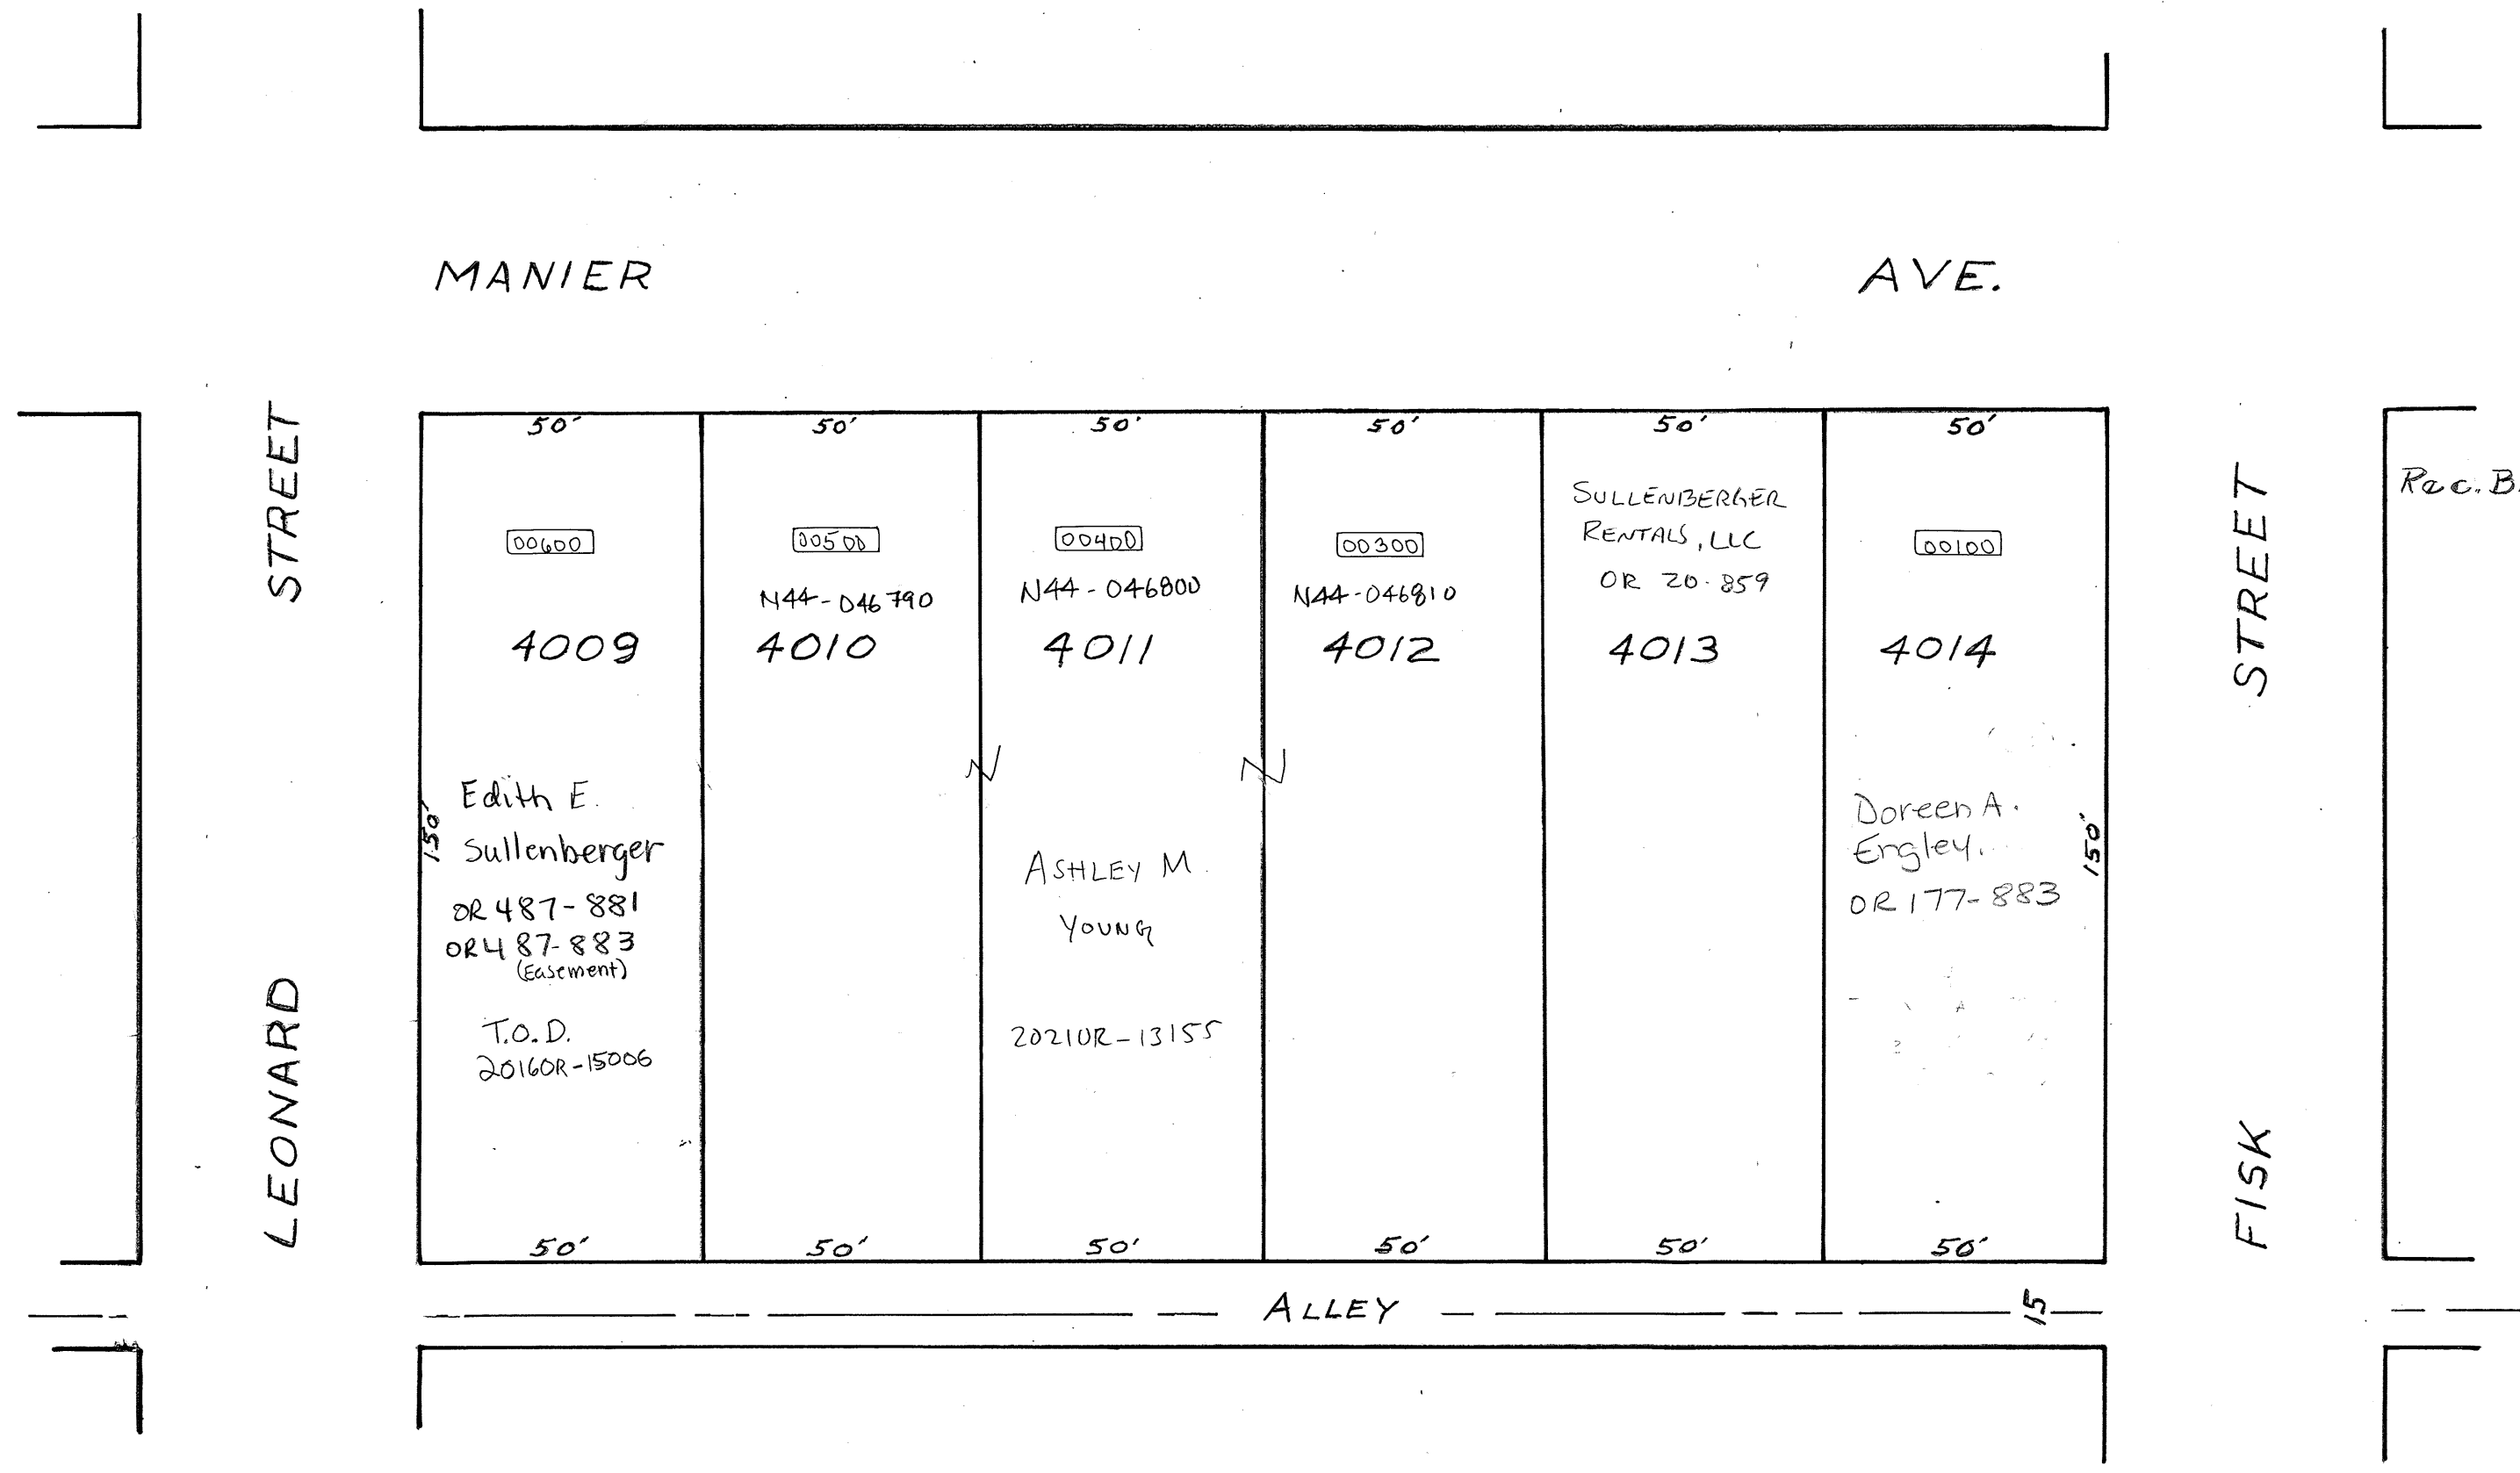 MANIER AVE.
STREET
LEONARD
50' 50' 50' 50' 50' 50'
00600
Edith E.
Sullenberger
OR 487-881
OR 487-883
(Easement)
T.O.D.
2016OR-15006
4009
150'
00500
N44-046790
4010
00400
N44-046800
4011
ASHLEY M.
YOUNG
2021OR-13155
00300
N44-046810
4012
SULLENBERGER
RENTALS, LLC
OR 20-859
4013
00100
4014
Doreen A.
Engley.
OR 177-883
150'
50' 50' 50' 50' 50' 50'
ALLEY
15
STREET
FISK
Rec. B.